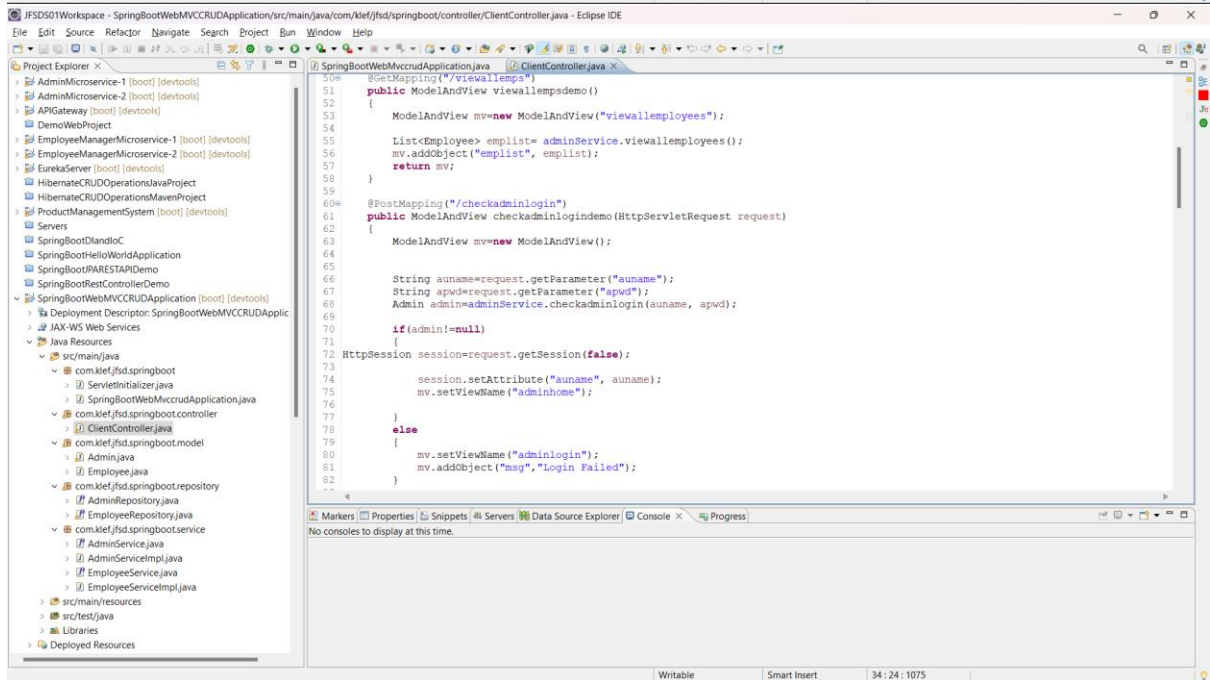 JFSDS01Workspace - SpringBootWebMVCCRUDApplication/src/main/java/com/klef/jfsd/springboot/controller/ClientController.java - Eclipse IDE
File Edit Source Refactor Navigate Search Project Run Window Help
Project Explorer
AdminMicroservice-1 [boot] [devtools]
AdminMicroservice-2 [boot] [devtools]
APIGateway [boot] [devtools]
DemoWebProject
EmployeeManagerMicroservice-1 [boot] [devtools]
EmployeeManagerMicroservice-2 [boot] [devtools]
EurekaServer [boot] [devtools]
HibernateCRUDOperationsJavaProject
HibernateCRUDOperationsMavenProject
ProductManagementSystem [boot] [devtools]
Servers
SpringBootDIandIoC
SpringBootHelloWorldApplication
SpringBootJPARESTAPIDemo
SpringBootRestControllerDemo
SpringBootWebMVCCRUDApplication [boot] [devtools]
Deployment Descriptor: SpringBootWebMVCCRUDApplic
JAX-WS Web Services
Java Resources
src/main/java
com.klef.jfsd.springboot
ServletInitializer.java
SpringBootWebMvccrudApplication.java
com.klef.jfsd.springboot.controller
ClientController.java
com.klef.jfsd.springboot.model
Admin.java
Employee.java
com.klef.jfsd.springboot.repository
AdminRepository.java
EmployeeRepository.java
com.klef.jfsd.springboot.service
AdminService.java
AdminServiceImpl.java
EmployeeService.java
EmployeeServiceImpl.java
src/main/resources
src/test/java
Libraries
Deployed Resources
SpringBootWebMvccrudApplication.java ClientController.java
50 @GetMapping("/viewallemps")
51 public ModelAndView viewallempsdemo()
52 {
53 ModelAndView mv=new ModelAndView("viewallemployees");
54
55 List<Employee> emplist= adminService.viewallemployees();
56 mv.addObject("emplist", emplist);
57 return mv;
58 }
59
60 @PostMapping("/checkadminlogin")
61 public ModelAndView checkadminlogindemo(HttpServletRequest request)
62 {
63 ModelAndView mv=new ModelAndView();
64
65
66 String auname=request.getParameter("auname");
67 String apwd=request.getParameter("apwd");
68 Admin admin=adminService.checkadminlogin(auname, apwd);
69
70 if(admin!=null)
71 {
72 HttpSession session=request.getSession(false);
73
74 session.setAttribute("auname", auname);
75 mv.setViewName("adminhome");
76
77 }
78 else
79 {
80 mv.setViewName("adminlogin");
81 mv.addObject("msg","Login Failed");
82 }
Markers Properties Snippets Servers Data Source Explorer Console Progress
No consoles to display at this time.
Writable Smart Insert 34 : 24 : 1075